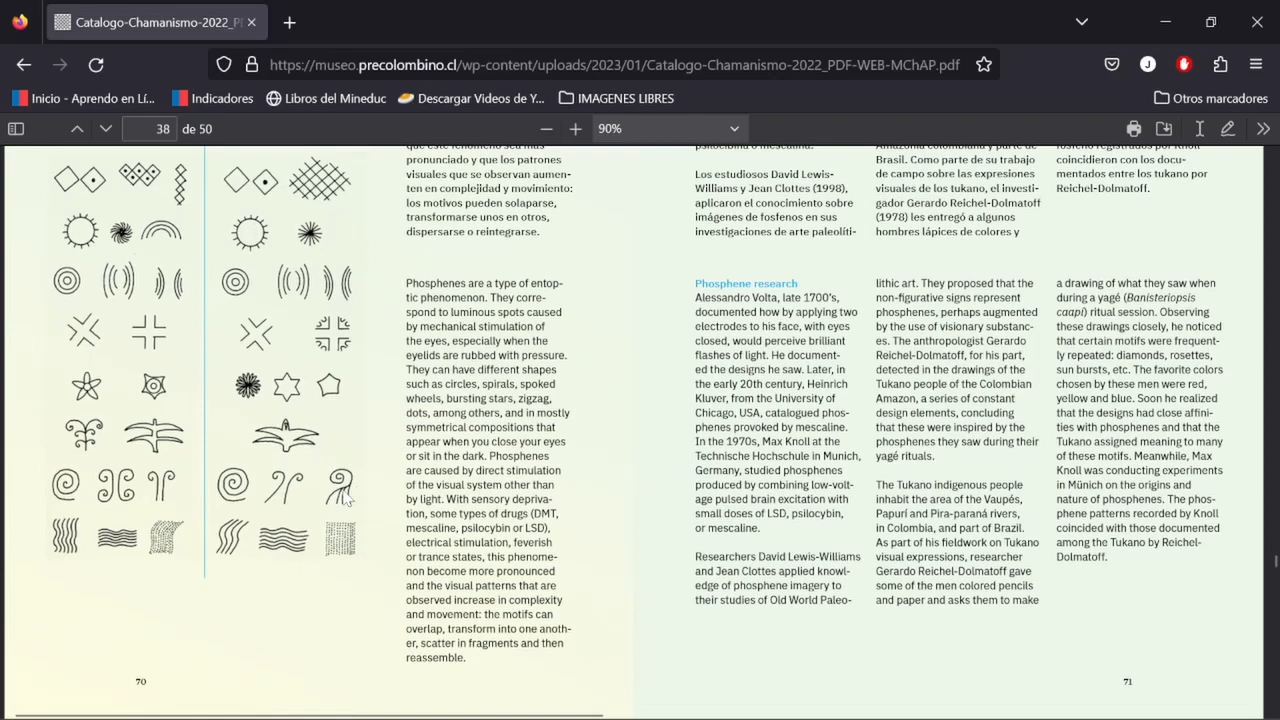 Catalogo-Chamanismo-2022_P
https://museo.precolombino.cl/wp-content/uploads/2023/01/Catalogo-Chamanismo-2022_PDF-WEB-MChAP.pdf
J
Inicio - Aprendo en Lí...
Indicadores
Libros del Mineduc
Descargar Videos de Y...
IMAGENES LIBRES
Otros marcadores
38 de 50
90%
que este fenómeno sea más
pronunciado y que los patrones
visuales que se observan aumen-
ten en complejidad y movimiento:
los motivos pueden solaparse,
transformarse unos en otros,
dispersarse o reintegrarse.
Phosphenes are a type of entop-
tic phenomenon. They corre-
spond to luminous spots caused
by mechanical stimulation of
the eyes, especially when the
eyelids are rubbed with pressure.
They can have different shapes
such as circles, spirals, spoked
wheels, bursting stars, zigzag,
dots, among others, and in mostly
symmetrical compositions that
appear when you close your eyes
or sit in the dark. Phosphenes
are caused by direct stimulation
of the visual system other than
by light. With sensory depriva-
tion, some types of drugs (DMT,
mescaline, psilocybin or LSD),
electrical stimulation, feverish
or trance states, this phenome-
non become more pronounced
and the visual patterns that are
observed increase in complexity
and movement: the motifs can
overlap, transform into one anoth-
er, scatter in fragments and then
reassemble.
70
psilocibina o mescalina.
Los estudiosos David Lewis-
Williams y Jean Clottes (1998),
aplicaron el conocimiento sobre
imágenes de fosfenos en sus
investigaciones de arte paleolíti-
Amazonía colombiana y parte de
Brasil. Como parte de su trabajo
de campo sobre las expresiones
visuales de los tukano, el investi-
gador Gerardo Reichel-Dolmatoff
(1978) les entregó a algunos
hombres lápices de colores y
fosfeno registrados por Knoll
coincidieron con los docu-
mentados entre los tukano por
Reichel-Dolmatoff.
Phosphene research
Alessandro Volta, late 1700's,
documented how by applying two
electrodes to his face, with eyes
closed, would perceive brilliant
flashes of light. He document-
ed the designs he saw. Later, in
the early 20th century, Heinrich
Kluver, from the University of
Chicago, USA, catalogued phos-
phenes provoked by mescaline.
In the 1970s, Max Knoll at the
Technische Hochschule in Munich,
Germany, studied phosphenes
produced by combining low-volt-
age pulsed brain excitation with
small doses of LSD, psilocybin,
or mescaline.
Researchers David Lewis-Williams
and Jean Clottes applied knowl-
edge of phosphene imagery to
their studies of Old World Paleo-
lithic art. They proposed that the
non-figurative signs represent
phosphenes, perhaps augmented
by the use of visionary substanc-
es. The anthropologist Gerardo
Reichel-Dolmatoff, for his part,
detected in the drawings of the
Tukano people of the Colombian
Amazon, a series of constant
design elements, concluding
that these were inspired by the
phosphenes they saw during their
yagé rituals.
The Tukano indigenous people
inhabit the area of the Vaupés,
Papurí and Pira-paraná rivers,
in Colombia, and part of Brazil.
As part of his fieldwork on Tukano
visual expressions, researcher
Gerardo Reichel-Dolmatoff gave
some of the men colored pencils
and paper and asks them to make
a drawing of what they saw when
during a yagé (Banisteriopsis
caapi) ritual session. Observing
these drawings closely, he noticed
that certain motifs were frequent-
ly repeated: diamonds, rosettes,
sun bursts, etc. The favorite colors
chosen by these men were red,
yellow and blue. Soon he realized
that the designs had close affini-
ties with phosphenes and that the
Tukano assigned meaning to many
of these motifs. Meanwhile, Max
Knoll was conducting experiments
in Münich on the origins and
nature of phosphenes. The phos-
phene patterns recorded by Knoll
coincided with those documented
among the Tukano by Reichel-
Dolmatoff.
71